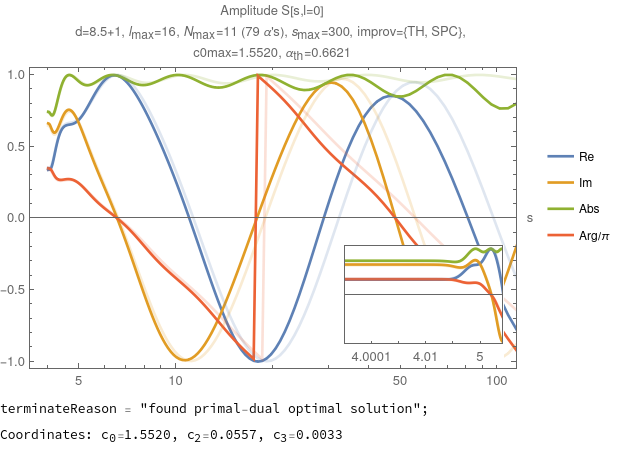 Amplitude S[s,l=0]
d=8.5+1, lmax=16, Nmax=11 (79 α's), smax=300, improv={TH, SPC},
c0max=1.5520, αth=0.6621
1.0
0.5
0.0
−0.5
−1.0
5
10
50
100
s
Re
Im
Abs
Arg/π
4.0001
4.01
5
terminateReason = "found primal-dual optimal solution";
Coordinates: c0=1.5520, c2=0.0557, c3=0.0033